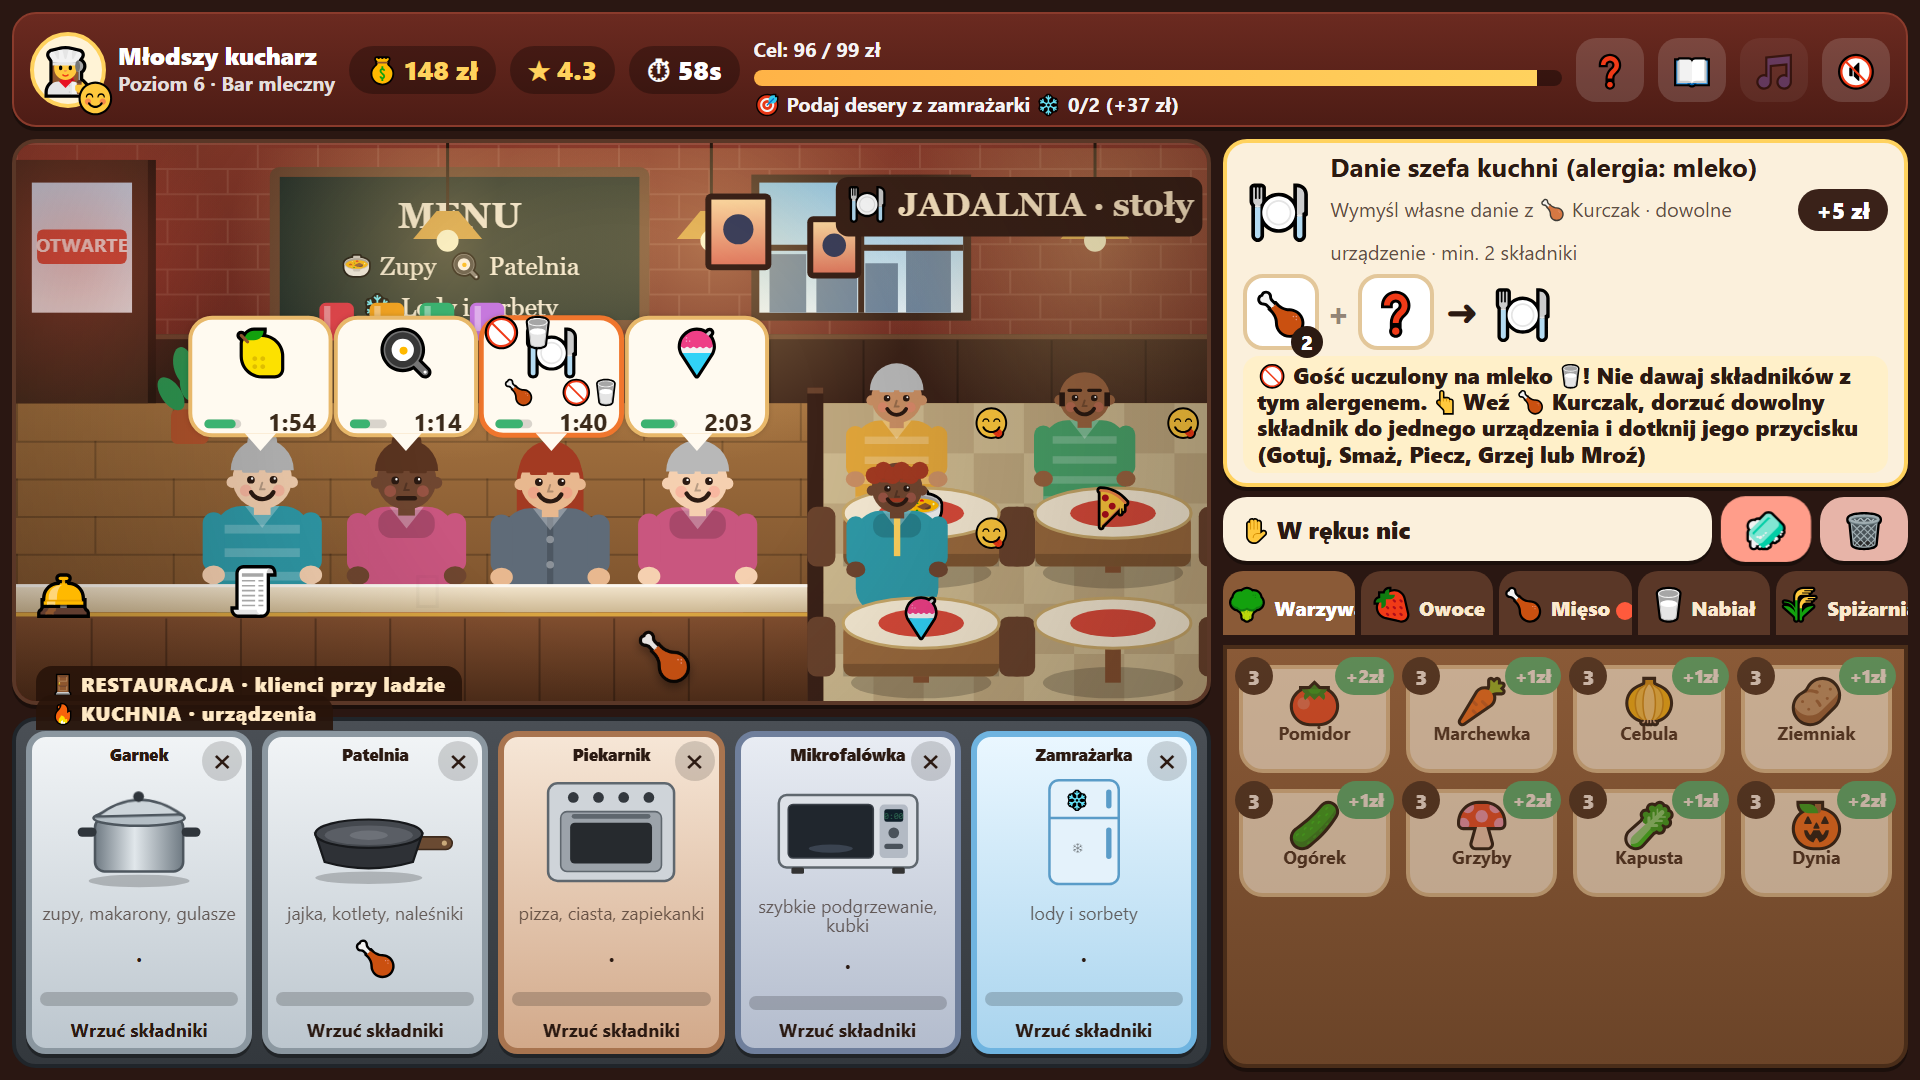 Młodszy kucharz
Poziom 6 · Bar mleczny
148 zł
4.3
58s
Cel: 96 / 99 zł
Podaj desery z zamrażarki 0/2 (+37 zł)
OTWARTE
MENU
Zupy Patelnia
JADALNIA · stoły
1:54
1:14
1:40
2:03
RESTAURACJA · klienci przy ladzie
KUCHNIA · urządzenia
Danie szefa kuchni (alergia: mleko)
Wymyśl własne danie z Kurczak · dowolne
urządzenie · min. 2 składniki
+5 zł
+
2
Gość uczulony na mleko ! Nie dawaj składników z
tym alergenem. Weź Kurczak, dorzuć dowolny
składnik do jednego urządzenia i dotknij jego przycisku
(Gotuj, Smaż, Piecz, Grzej lub Mroź)
W ręku: nic
Warzyw
Owoce
Mięso
Nabiał
Spiżarni
3 +2zł
Pomidor
3 +1zł
Marchewka
3 +1zł
Cebula
3 +1zł
Ziemniak
3 +1zł
Ogórek
3 +2zł
Grzyby
3 +1zł
Kapusta
3 +2zł
Dynia
Garnek
zupy, makarony, gulasze
Wrzuć składniki
Patelnia
jajka, kotlety, naleśniki
Wrzuć składniki
Piekarnik
pizza, ciasta, zapiekanki
Wrzuć składniki
Mikrofalówka
szybkie podgrzewanie,
kubki
Wrzuć składniki
Zamrażarka
lody i sorbety
Wrzuć składniki